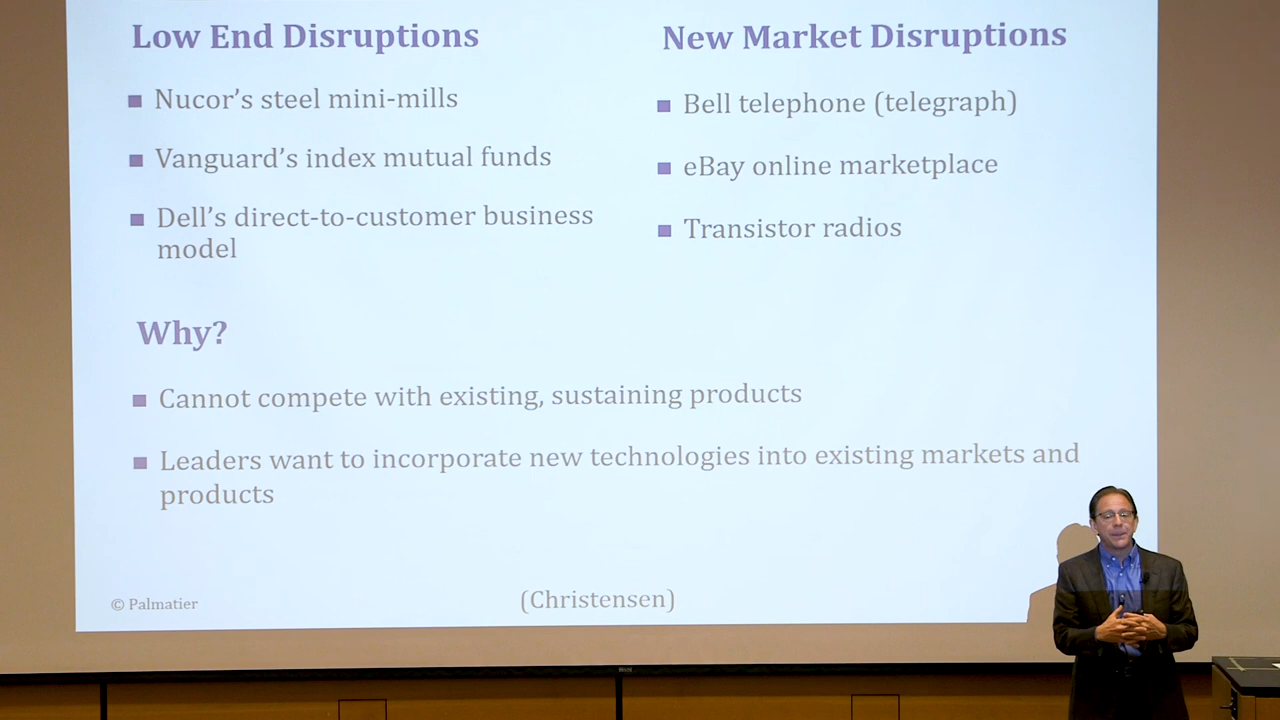 Low End Disruptions
Nucor’s steel mini-mills
Vanguard’s index mutual funds
Dell’s direct-to-customer business
model
New Market Disruptions
Bell telephone (telegraph)
eBay online marketplace
Transistor radios
Why?
Cannot compete with existing, sustaining products
Leaders want to incorporate new technologies into existing markets and
products
© Palmatier
(Christensen)